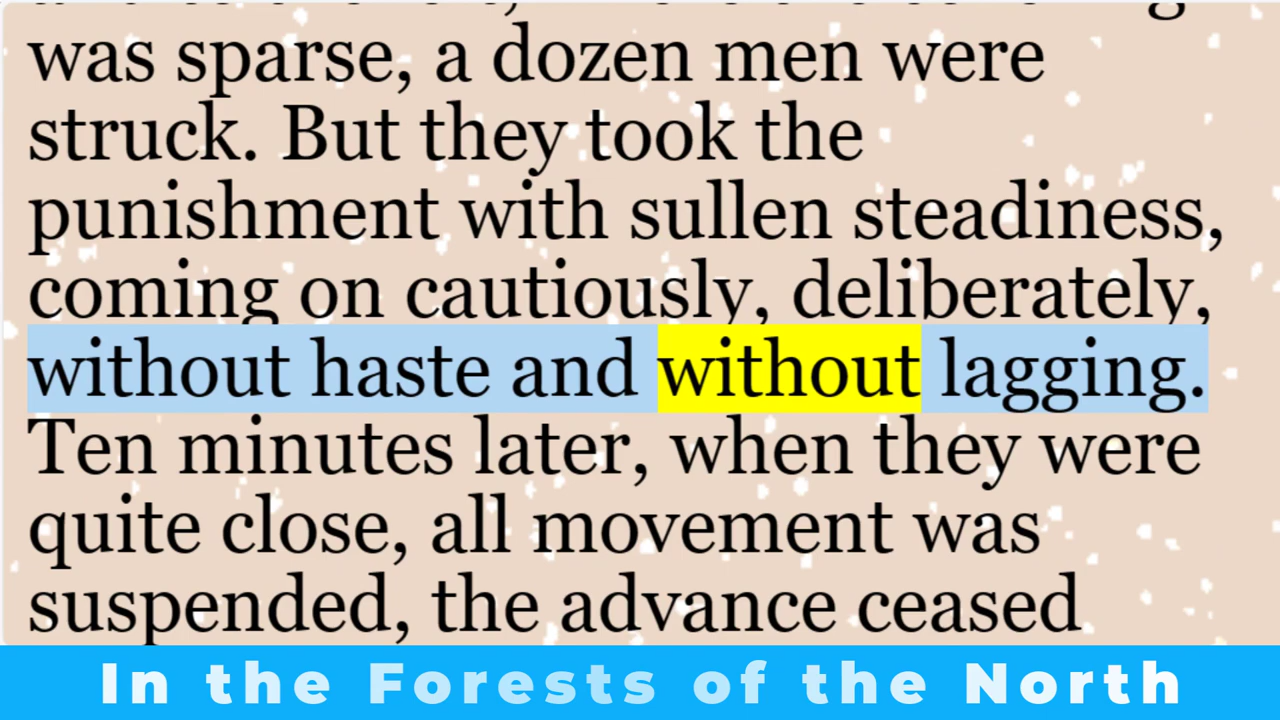 was sparse, a dozen men were
struck. But they took the
punishment with sullen steadiness,
coming on cautiously, deliberately,
without haste and without lagging.
Ten minutes later, when they were
quite close, all movement was
suspended, the advance ceased
In the Forests of the North